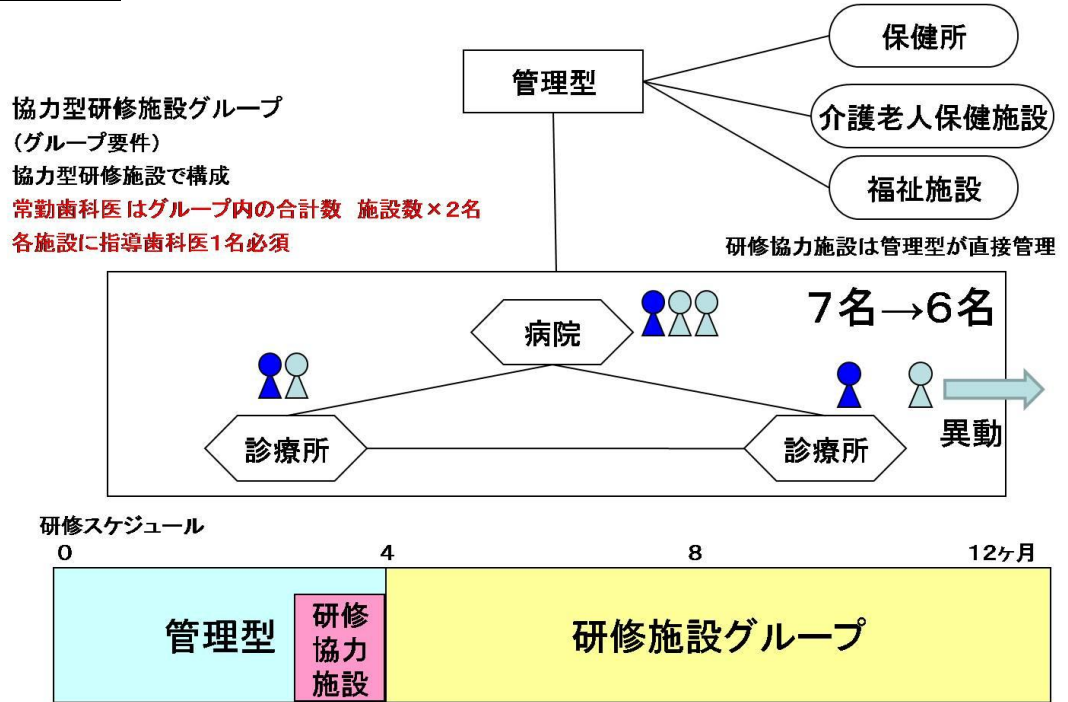 管理型
保健所
介護老人保健施設
福祉施設
協力型研修施設グループ
（グループ要件）
協力型研修施設で構成
常勤歯科医はグループ内の合計数　施設数×２名
各施設に指導歯科医１名必須
研修協力施設は管理型が直接管理
病院
７名→６名
診療所
診療所
異動
研修スケジュール
0
4
8
12ヶ月
管理型
研修
協力
施設
研修施設グループ